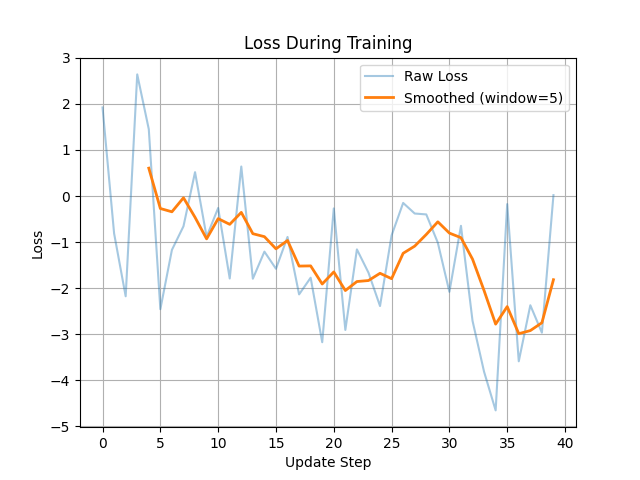 Loss During Training
Raw Loss
Smoothed (window=5)
3
2
1
0
−1
−2
−3
−4
−5
Loss
0 5 10 15 20 25 30 35 40
Update Step